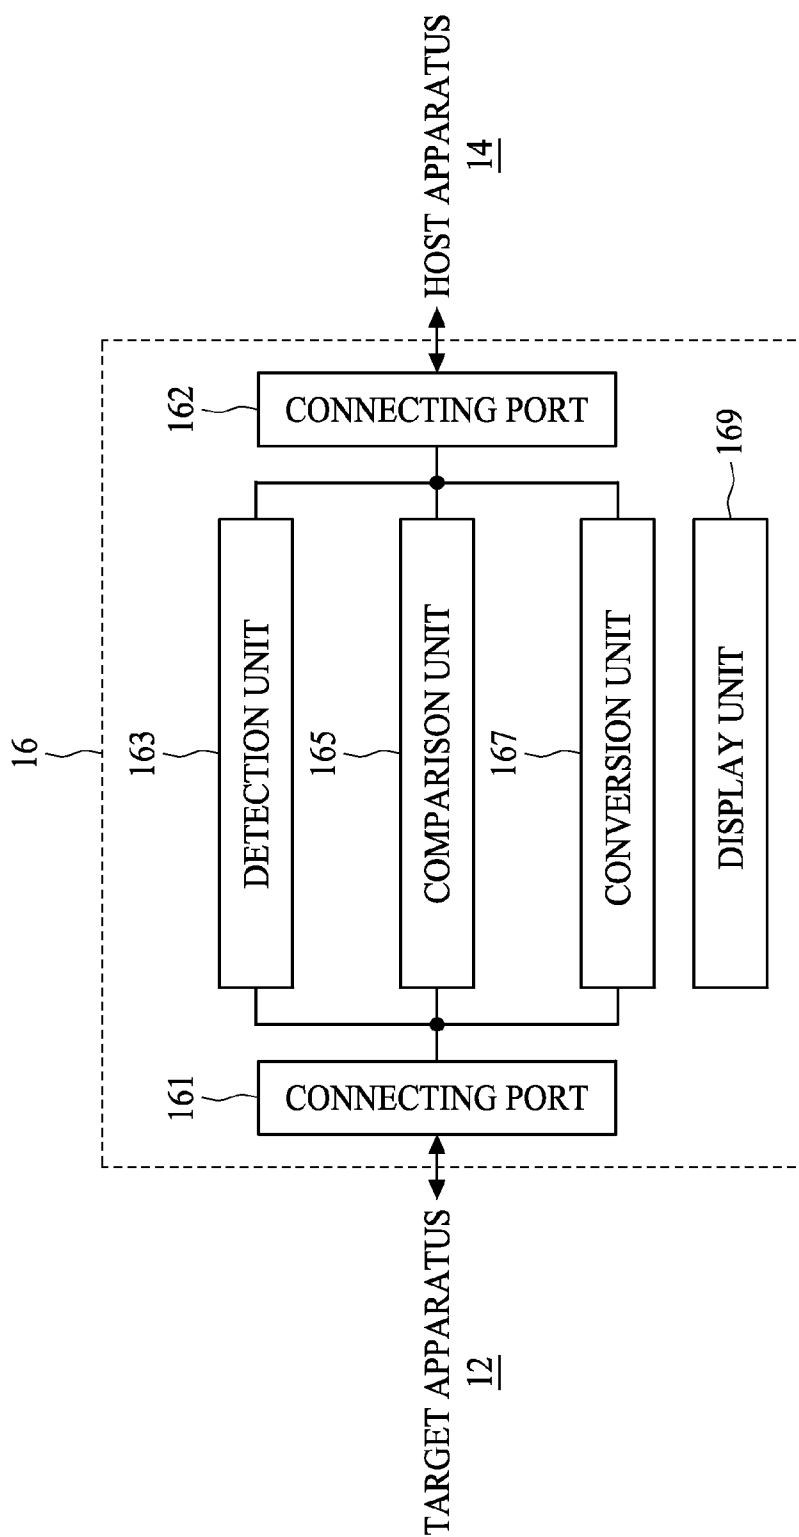 16
163
DETECTION UNIT
161
CONNECTING PORT
162
CONNECTING PORT
TARGET APPARATUS
12
165
COMPARISON UNIT
HOST APPARATUS
14
167
CONVERSION UNIT
DISPLAY UNIT
169